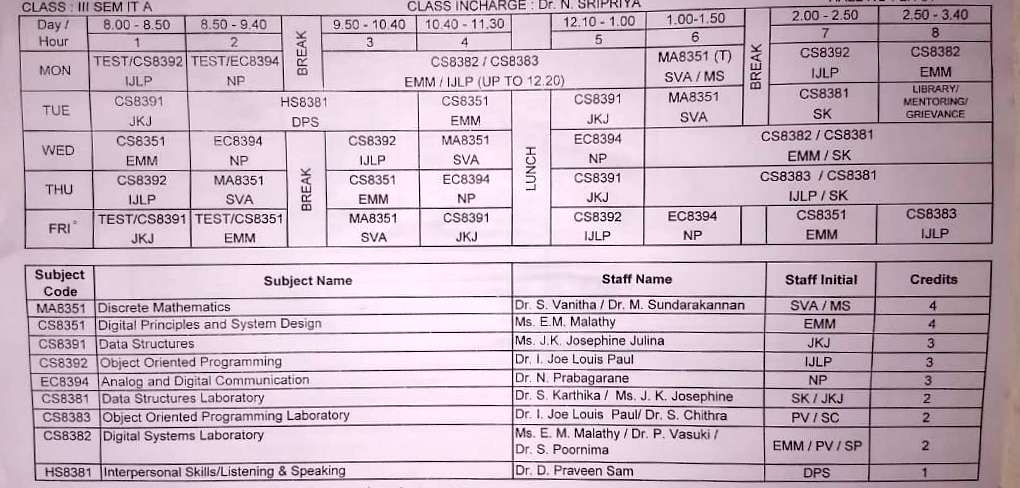 CLASS : III SEM IT A CLASS INCHARGE : Dr. N. SRIPRIYA
Day / Hour 8.00 - 8.50 8.50 - 9.40 BREAK 9.50 - 10.40 10.40 - 11.30 12.10 - 1.00 1.00-1.50 BREAK 2.00 - 2.50 2.50 - 3.40
1 2 3 4 5 6 7 8
MON TEST/CS8392 TEST/EC8394 CS8382 / CS8383 MA8351 (T) CS8392 CS8382
IJLP NP EMM / IJLP (UP TO 12.20) SVA / MS IJLP EMM
TUE CS8391 HS8381 CS8351 LUNCH CS8391 MA8351 CS8381 LIBRARY/ MENTORING/ GRIEVANCE
JKJ DPS EMM JKJ SVA SK
WED CS8351 EC8394 BREAK CS8392 MA8351 EC8394 CS8382 / CS8381
EMM NP IJLP SVA NP EMM / SK
THU CS8392 MA8351 CS8351 EC8394 CS8391 CS8383 / CS8381
IJLP SVA EMM NP JKJ IJLP / SK
FRI TEST/CS8391 TEST/CS8351 MA8351 CS8391 CS8392 EC8394 CS8351 CS8383
JKJ EMM SVA JKJ IJLP NP EMM IJLP
Subject Code Subject Name Staff Name Staff Initial Credits
MA8351 Discrete Mathematics Dr. S. Vanitha / Dr. M. Sundarakannan SVA / MS 4
CS8351 Digital Principles and System Design Ms. E.M. Malathy EMM 4
CS8391 Data Structures Ms. J.K. Josephine Julina JKJ 3
CS8392 Object Oriented Programming Dr. I. Joe Louis Paul IJLP 3
EC8394 Analog and Digital Communication Dr. N. Prabagarane NP 3
CS8381 Data Structures Laboratory Dr. S. Karthika / Ms. J. K. Josephine SK / JKJ 2
CS8383 Object Oriented Programming Laboratory Dr. I. Joe Louis Paul/ Dr. S. Chithra PV / SC 2
CS8382 Digital Systems Laboratory Ms. E. M. Malathy / Dr. P. Vasuki / Dr. S. Poornima EMM / PV / SP 2
HS8381 Interpersonal Skills/Listening & Speaking Dr. D. Praveen Sam DPS 1